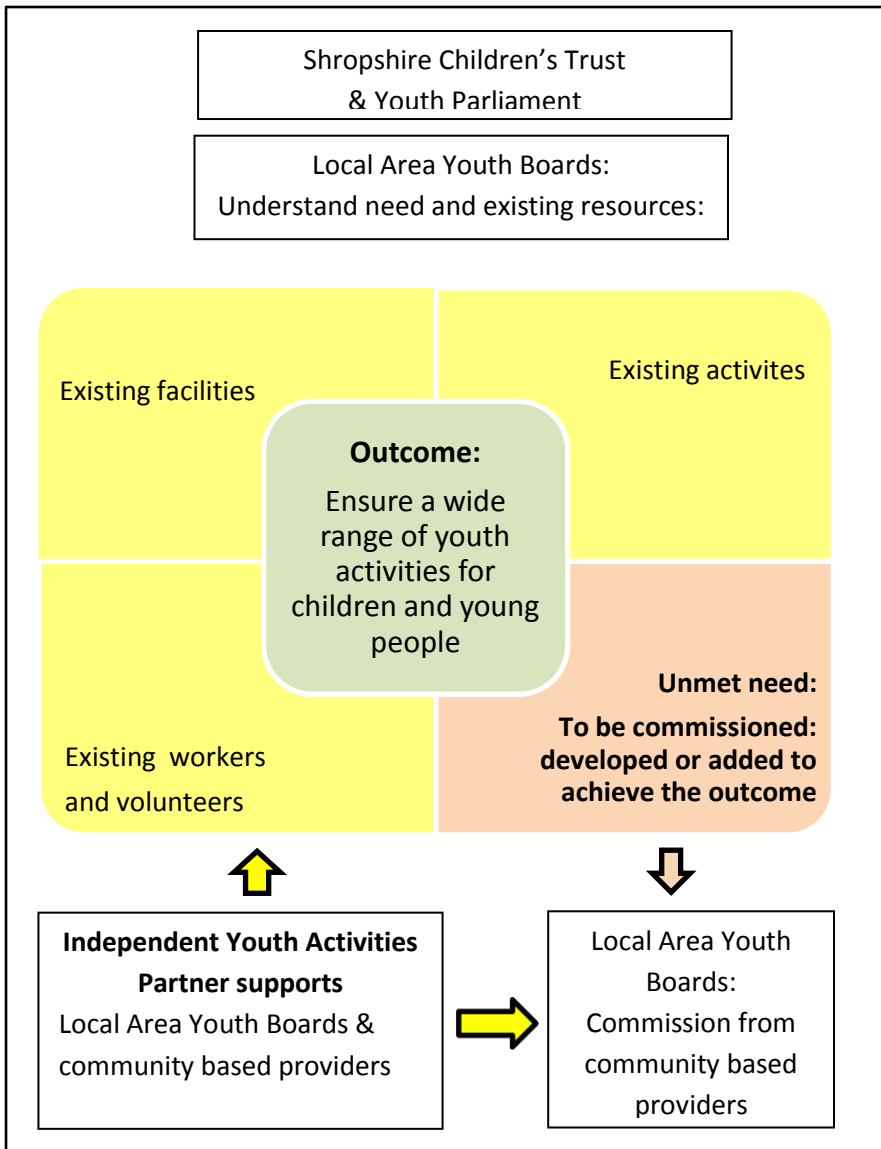 Shropshire Children’s Trust
& Youth Parliament
Local Area Youth Boards:
Understand need and existing resources:
Existing facilities
Existing activites
Outcome:
Ensure a wide
range of youth
activities for
children and young
people
Existing workers
and volunteers
Unmet need:
To be commissioned:
developed or added to
achieve the outcome
Independent Youth Activities
Partner supports
Local Area Youth Boards &
community based providers
Local Area Youth
Boards:
Commission from
community based
providers